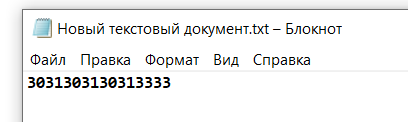 Новый текстовый документ.txt – Блокнот
Файл Правка Формат Вид Справка
3031303130313333